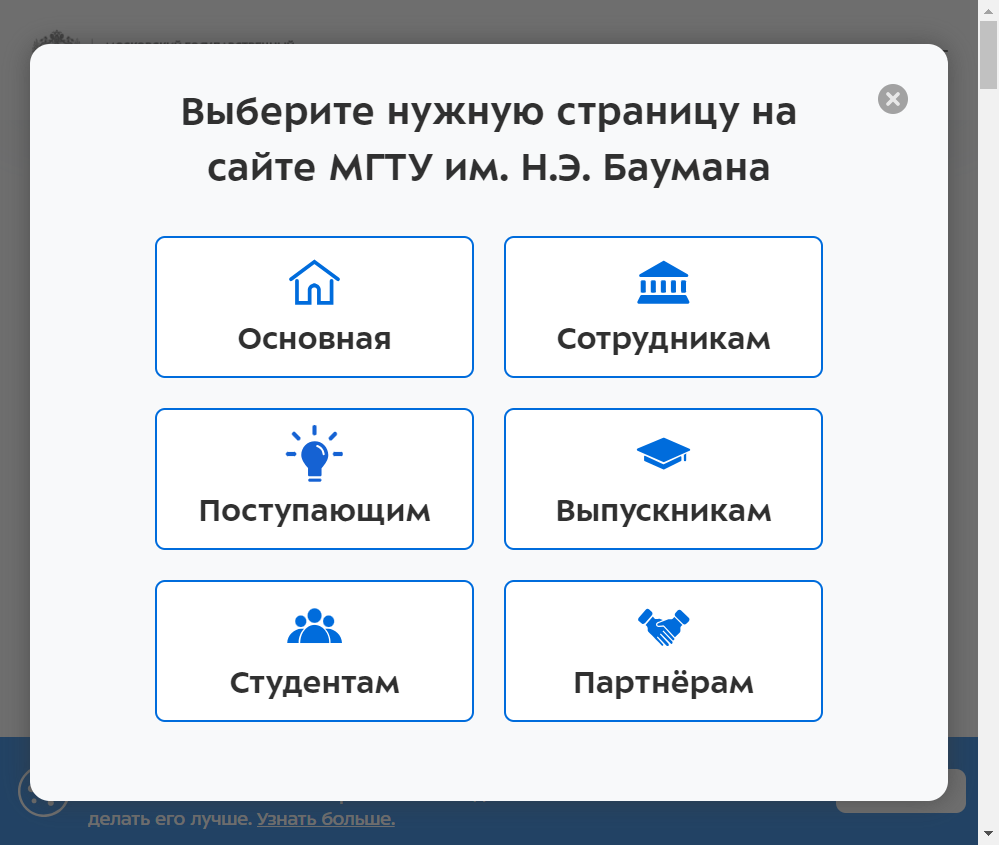 Выберите нужную страницу на
сайте МГТУ им. Н.Э. Баумана
Основная
Сотрудникам
Поступающим
Выпускникам
Студентам
Партнёрам
делать его лучше. Узнать больше.